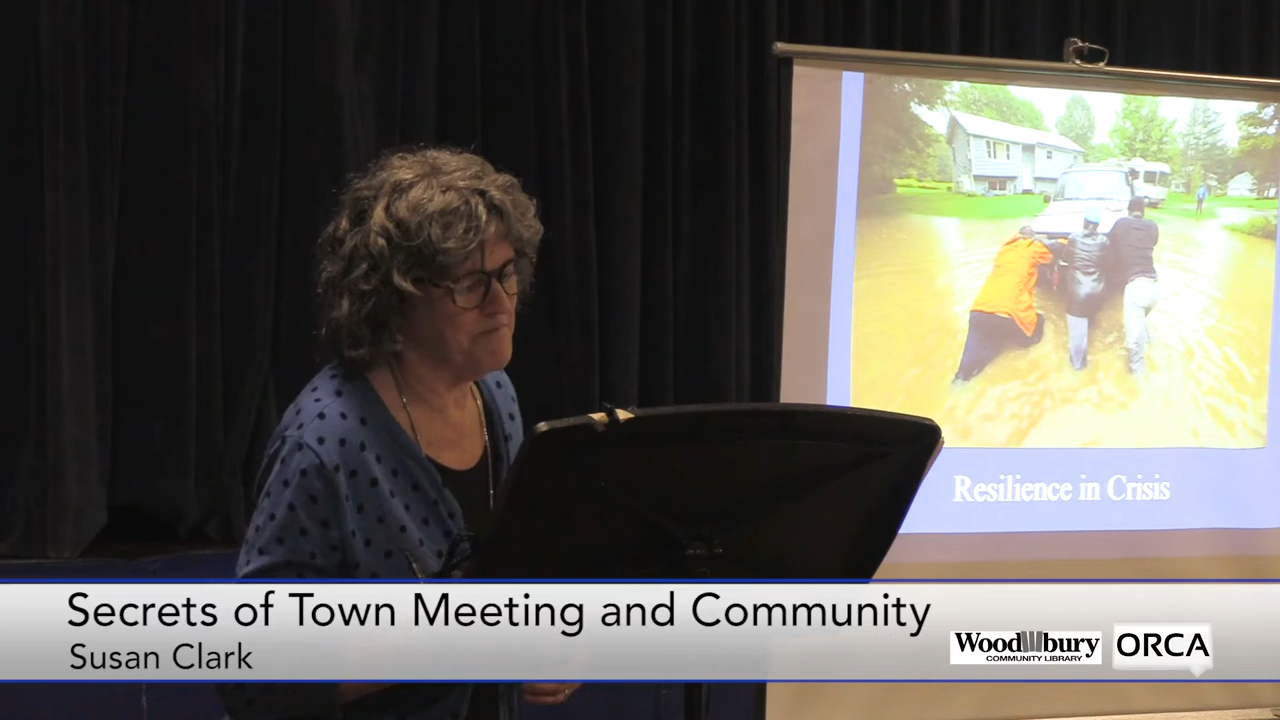 Resilience in Crisis
Secrets of Town Meeting and Community
Susan Clark
Woodbury
COMMUNITY LIBRARY
ORCA